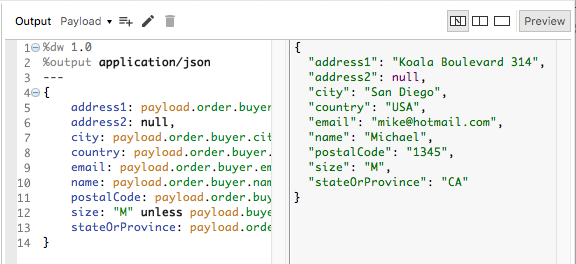 Output Payload Preview
1 %dw 1.0
2 %output application/json
3 ---
4 {
5 address1: payload.order.buyer
6 address2: null,
7 city: payload.order.buyer.cit
8 country: payload.order.buyer.
9 email: payload.order.buyer.em
10 name: payload.order.buyer.nam
11 postalCode: payload.order.buy
12 size: "M" unless payload.buye
13 stateOrProvince: payload.orde
14 }
{
"address1": "Koala Boulevard 314",
"address2": null,
"city": "San Diego",
"country": "USA",
"email": "mike@hotmail.com",
"name": "Michael",
"postalCode": "1345",
"size": "M",
"stateOrProvince": "CA"
}